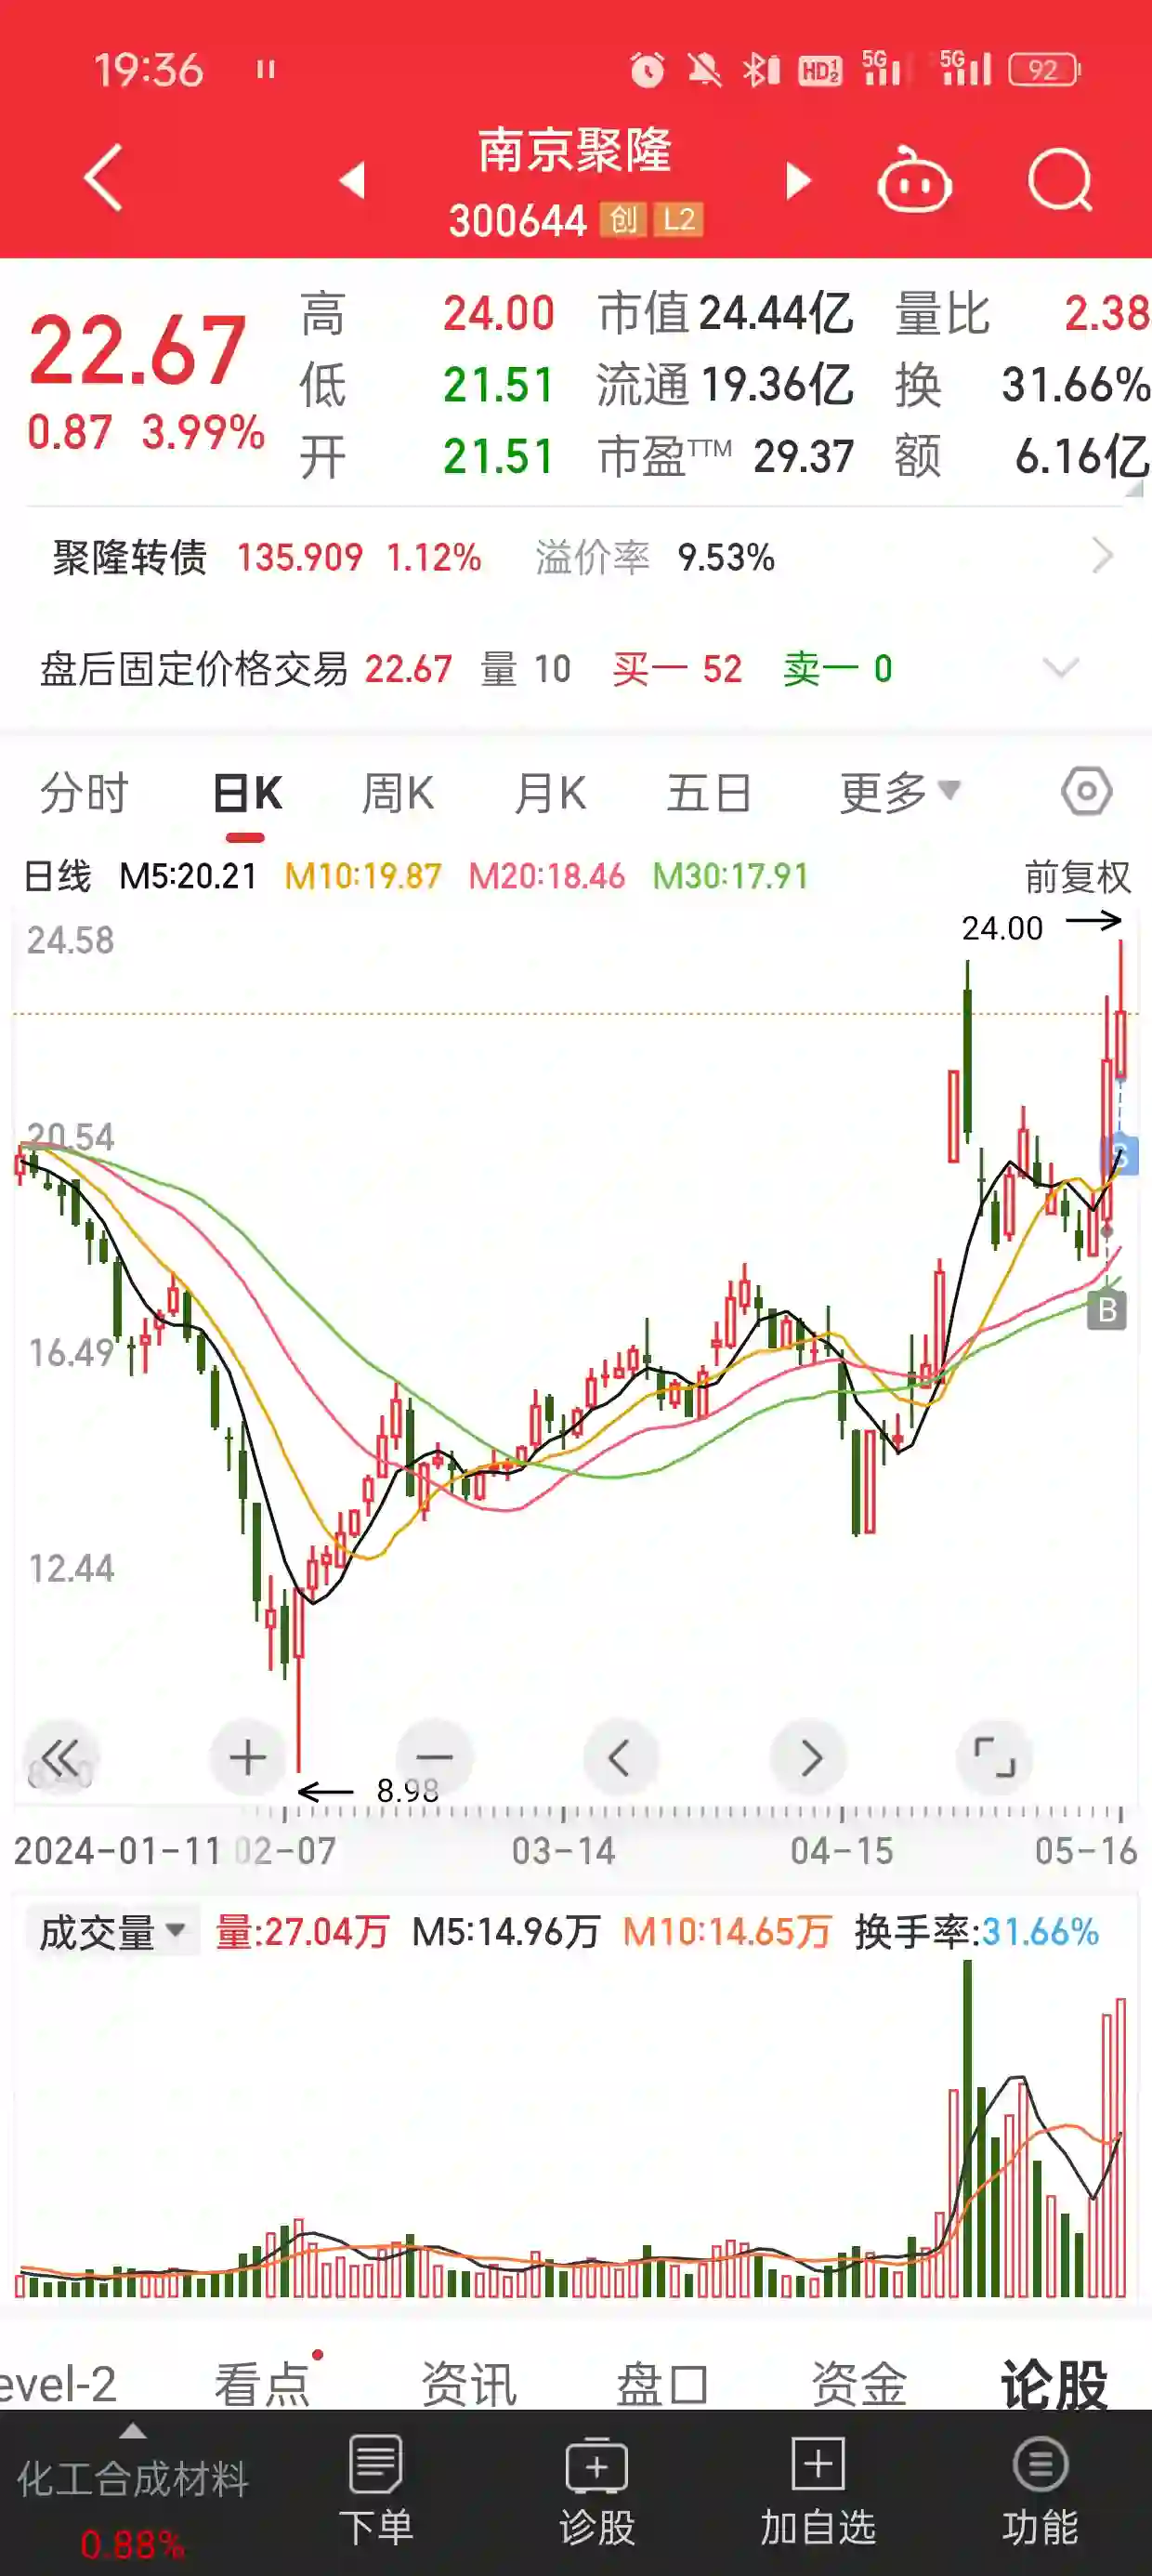 19:36 HD12 5G 5G 92
南京聚隆
300644 创 L2
22.67
0.87 3.99%
高 24.00 市值 24.44亿 量比 2.38
低 21.51 流通 19.36亿 换 31.66%
开 21.51 市盈TTM 29.37 额 6.16亿
聚隆转债 135.909 1.12% 溢价率 9.53%
盘后固定价格交易 22.67 量 10 买一 52 卖一 0
分时 日K 周K 月K 五日 更多
日线 M5:20.21 M10:19.87 M20:18.46 M30:17.91 前复权
24.00
24.58
20.54
S
B
16.49
12.44
8.98
2024-01-11 02-07 03-14 04-15 05-16
成交量 量:27.04万 M5:14.96万 M10:14.65万 换手率:31.66%
evel-2 看点 资讯 盘口 资金 论股
化工合成材料
0.88%
下单 诊股 加自选 功能